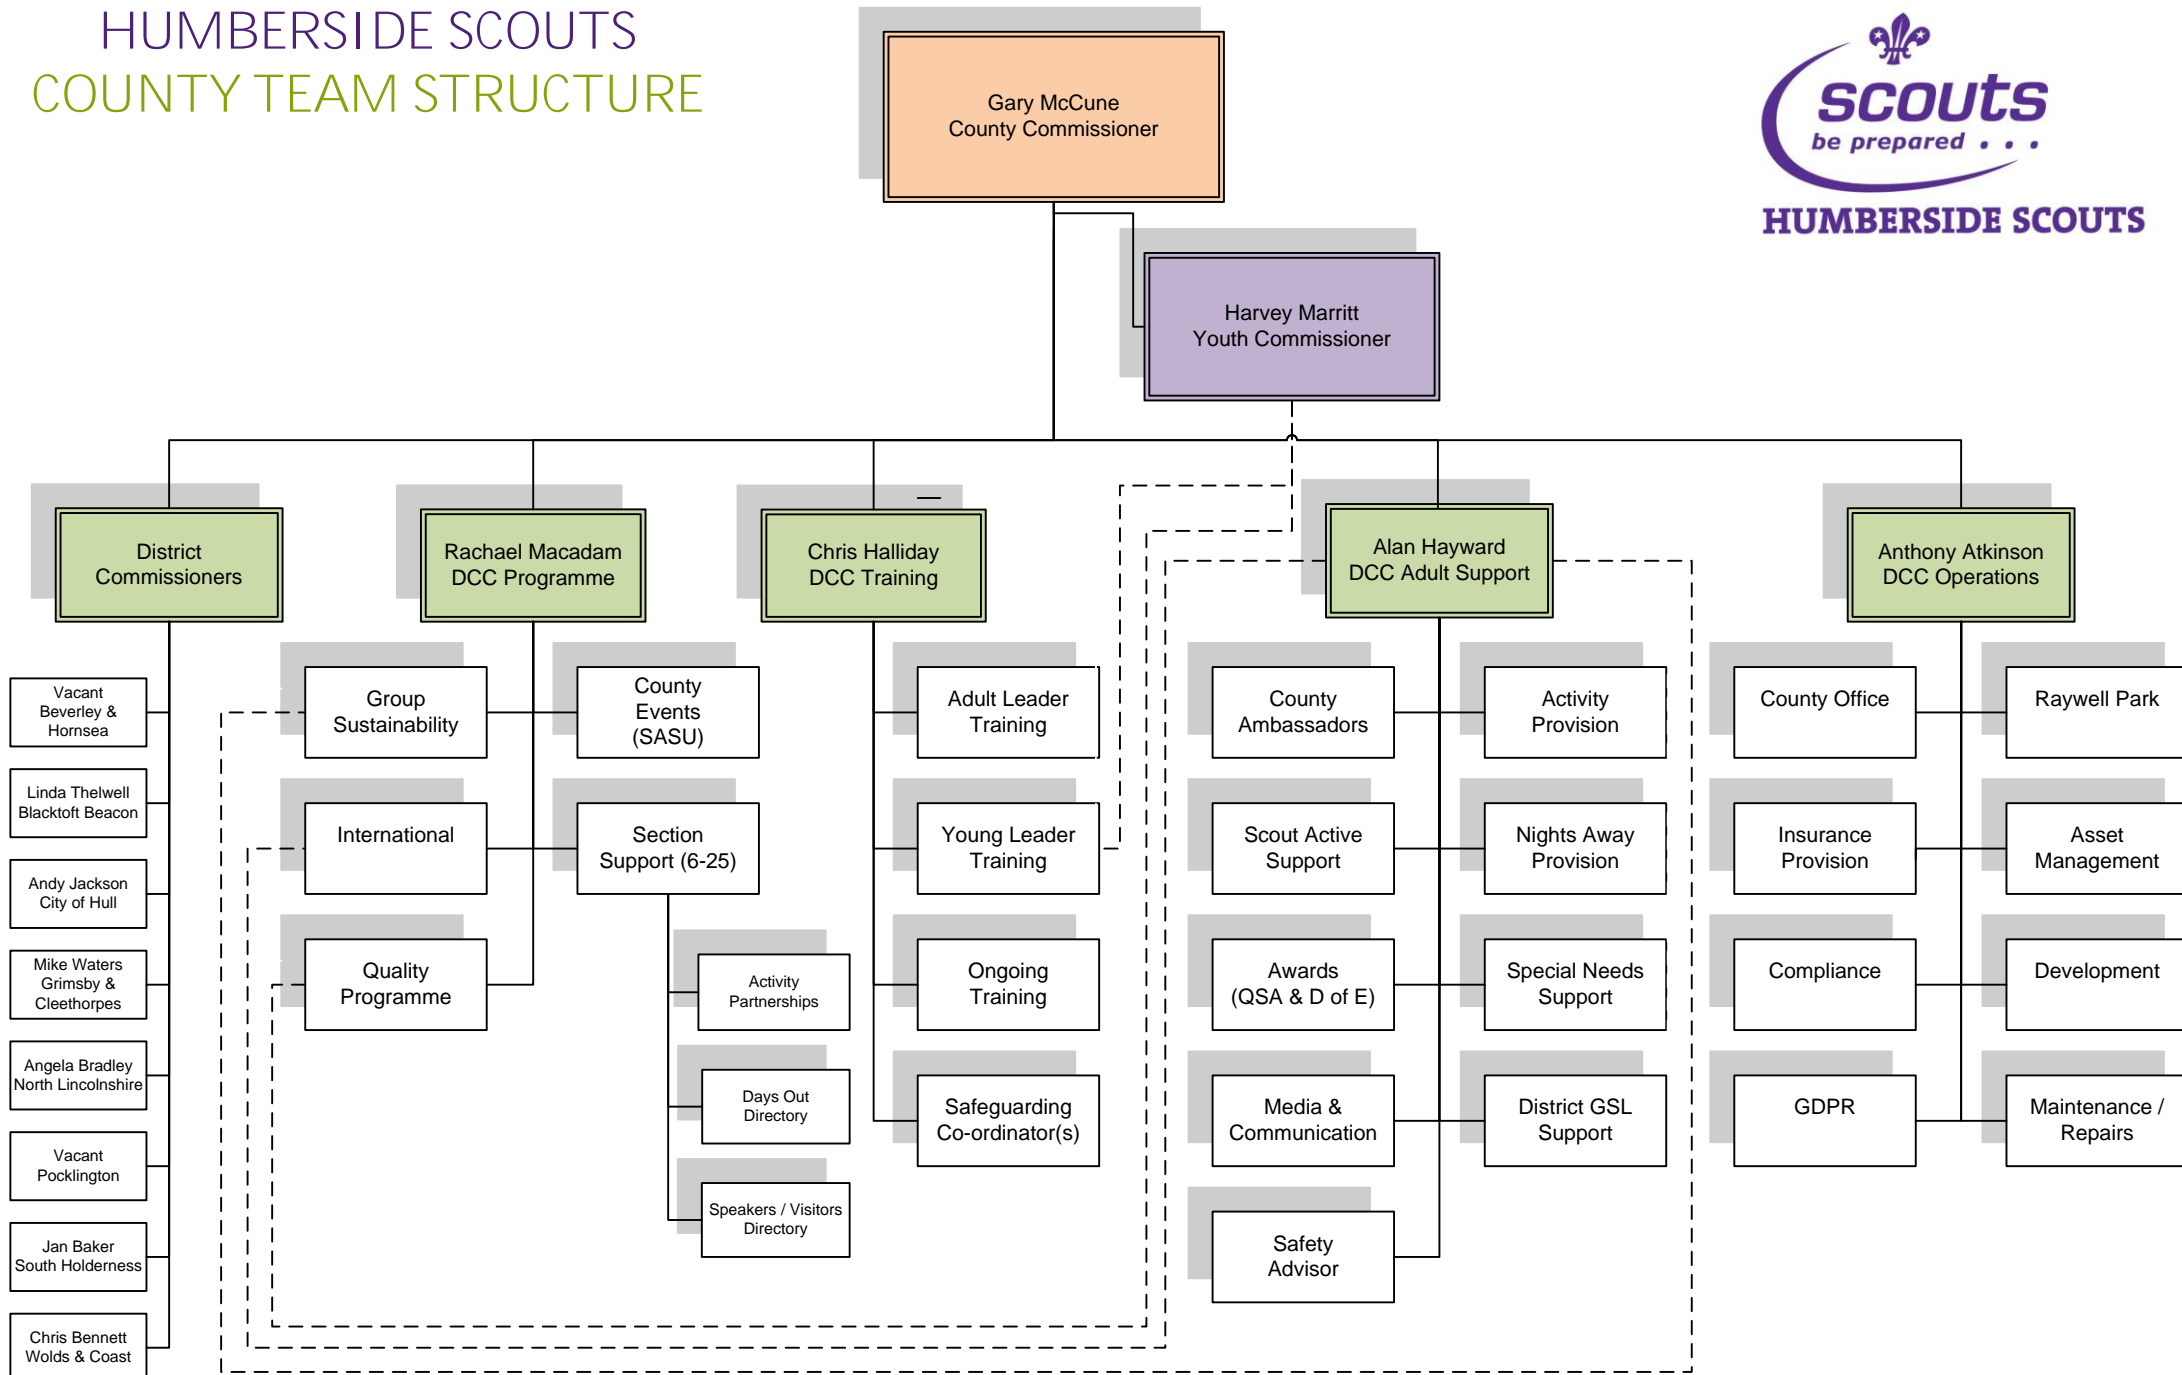 HUMBERSIDE SCOUTS
COUNTY TEAM STRUCTURE
scouts
be prepared . . .
HUMBERSIDE SCOUTS
Gary McCune
County Commissioner
Harvey Marritt
Youth Commissioner
District
Commissioners
Rachael Macadam
DCC Programme
Chris Halliday
DCC Training
Alan Hayward
DCC Adult Support
Anthony Atkinson
DCC Operations
Vacant
Beverley &
Hornsea
Linda Thelwell
Blacktoft Beacon
Andy Jackson
City of Hull
Mike Waters
Grimsby &
Cleethorpes
Angela Bradley
North Lincolnshire
Vacant
Pocklington
Jan Baker
South Holderness
Chris Bennett
Wolds & Coast
Group
Sustainability
County
Events
(SASU)
International
Section
Support (6-25)
Quality
Programme
Activity
Partnerships
Days Out
Directory
Speakers / Visitors
Directory
Adult Leader
Training
Young Leader
Training
Ongoing
Training
Safeguarding
Co-ordinator(s)
County
Ambassadors
Activity
Provision
Scout Active
Support
Nights Away
Provision
Awards
(QSA & D of E)
Special Needs
Support
Media &
Communication
District GSL
Support
Safety
Advisor
County Office
Raywell Park
Insurance
Provision
Asset
Management
Compliance
Development
GDPR
Maintenance /
Repairs